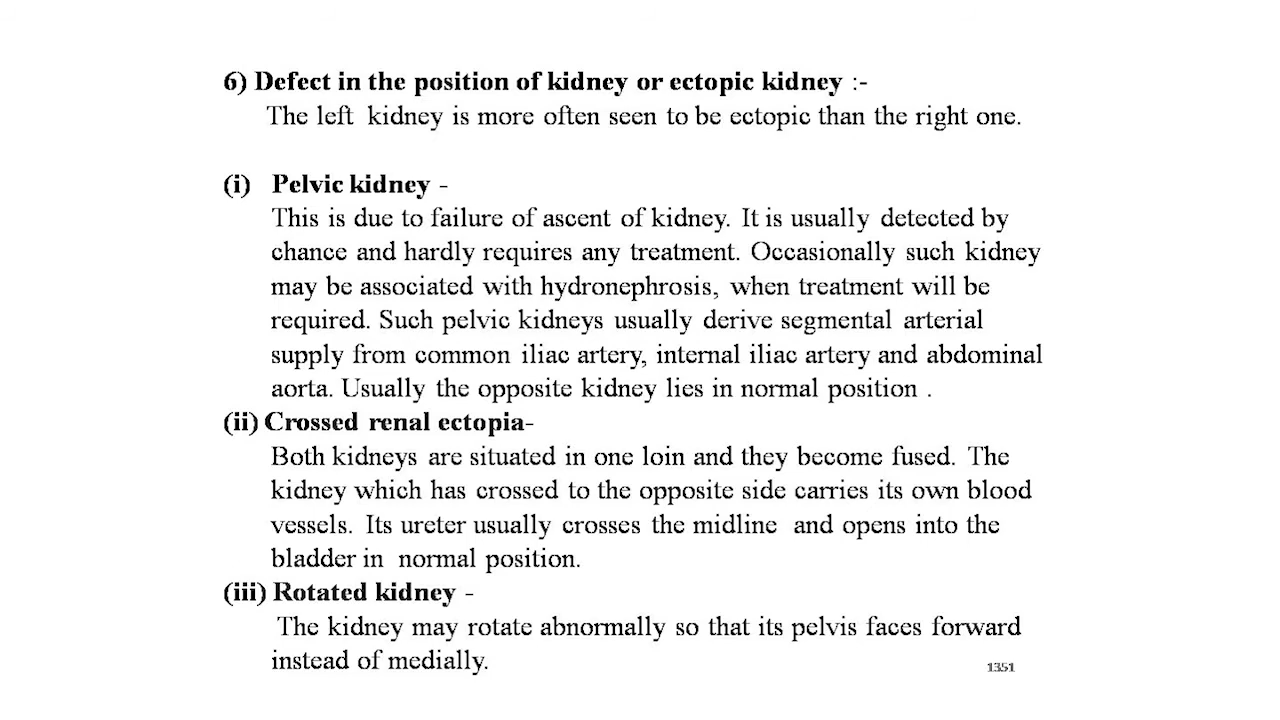 6) Defect in the position of kidney or ectopic kidney :-
The left kidney is more often seen to be ectopic than the right one.
(i) Pelvic kidney -
This is due to failure of ascent of kidney. It is usually detected by
chance and hardly requires any treatment. Occasionally such kidney
may be associated with hydronephrosis, when treatment will be
required. Such pelvic kidneys usually derive segmental arterial
supply from common iliac artery, internal iliac artery and abdominal
aorta. Usually the opposite kidney lies in normal position .
(ii) Crossed renal ectopia-
Both kidneys are situated in one loin and they become fused. The
kidney which has crossed to the opposite side carries its own blood
vessels. Its ureter usually crosses the midline and opens into the
bladder in normal position.
(iii) Rotated kidney -
The kidney may rotate abnormally so that its pelvis faces forward
instead of medially.
1351